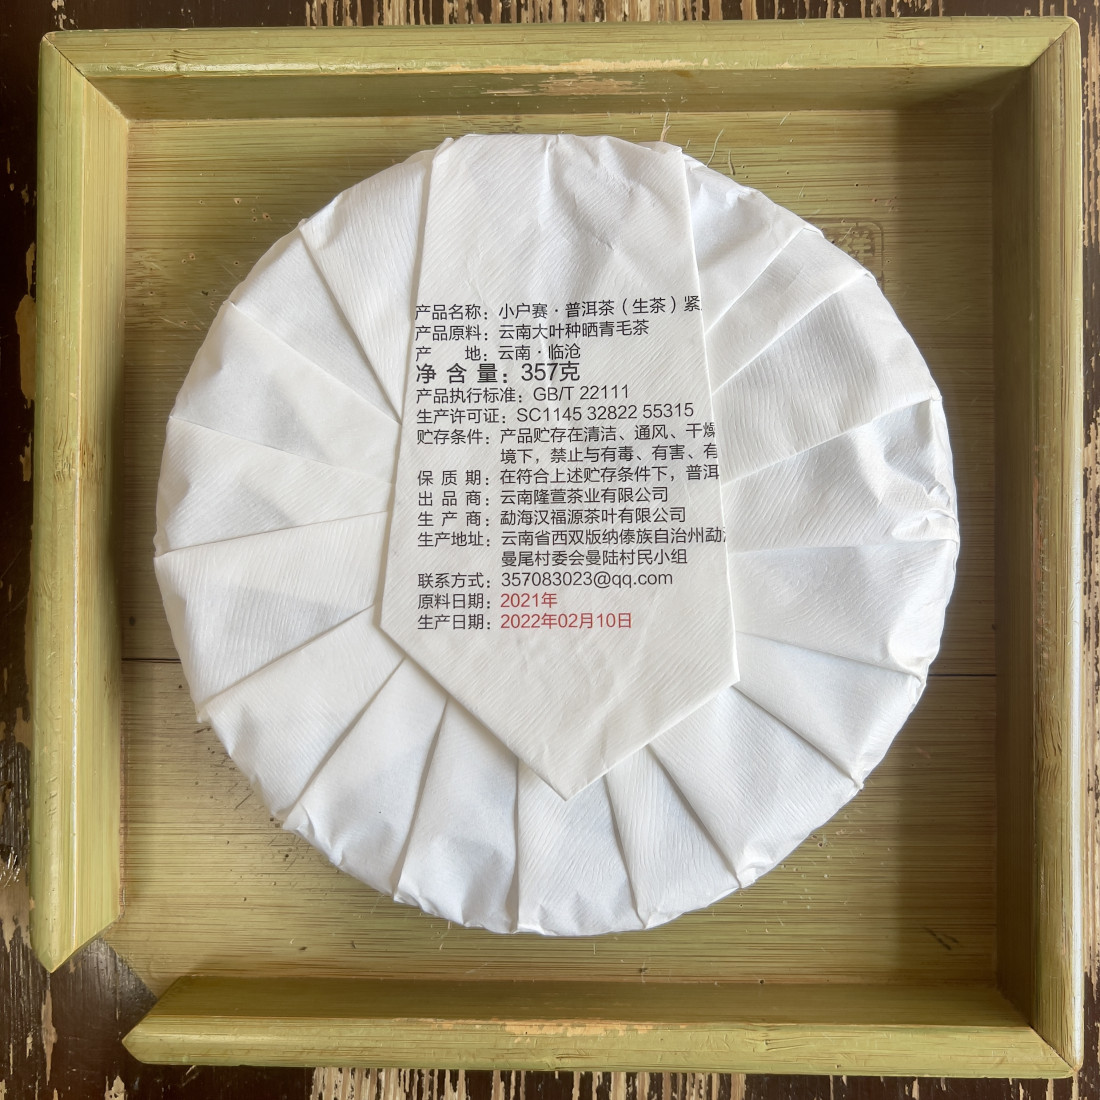 产品名称：小户赛·普洱茶（生茶）紧
产品原料：云南大叶种晒青毛茶
产　　地：云南·临沧
净 含 量：357克
产品执行标准：GB/T 22111
生产许可证：SC1145 32822 55315
贮存条件：产品贮存在清洁、通风、干燥
境下，禁止与有毒、有害、有
保 质 期：在符合上述贮存条件下，普洱
出 品 商：云南隆萱茶业有限公司
生 产 商：勐海汉福源茶叶有限公司
生产地址：云南省西双版纳傣族自治州勐
曼尾村委会曼陆村民小组
联系方式：357083023@qq.com
原料日期：2021年
生产日期：2022年02月10日
祥